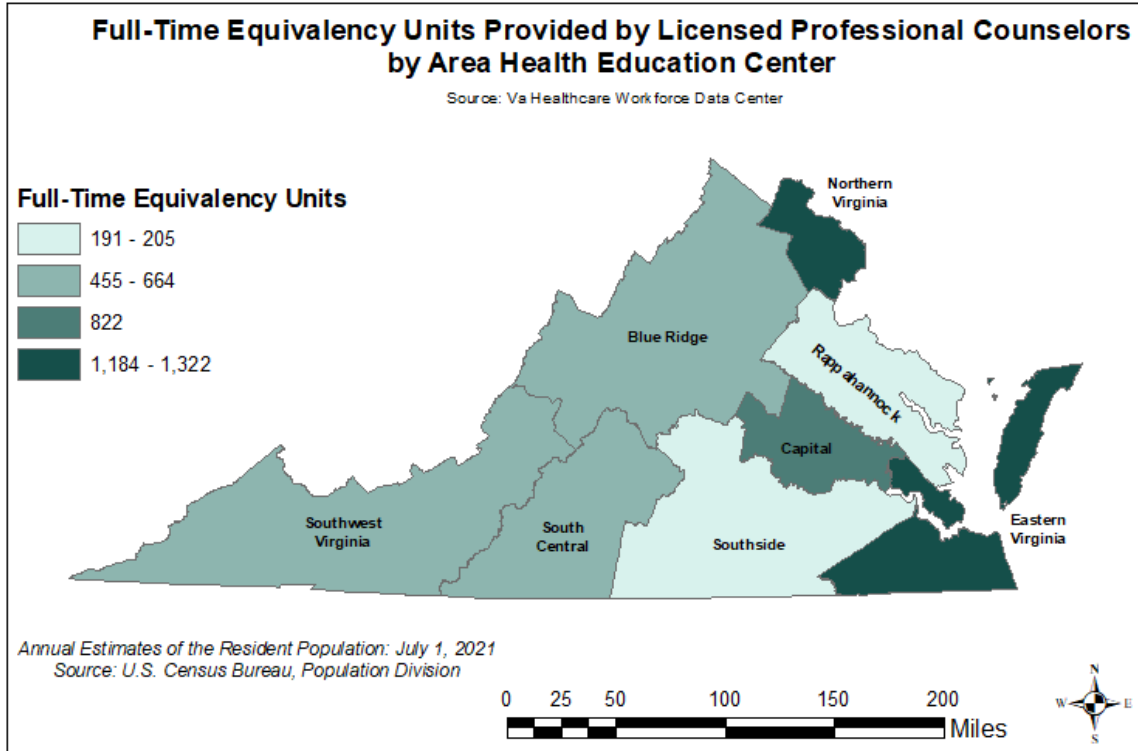 Full-Time Equivalency Units Provided by Licensed Professional Counselors
by Area Health Education Center
Source: Va Healthcare Workforce Data Center
Full-Time Equivalency Units
191 - 205
455 - 664
822
1,184 - 1,322
Northern
Virginia
Blue Ridge
Rappahannock
Capital
Southwest
Virginia
South
Central
Southside
Eastern
Virginia
Annual Estimates of the Resident Population: July 1, 2021
Source: U.S. Census Bureau, Population Division
0 25 50 100 150 200
Miles
N
W E
S